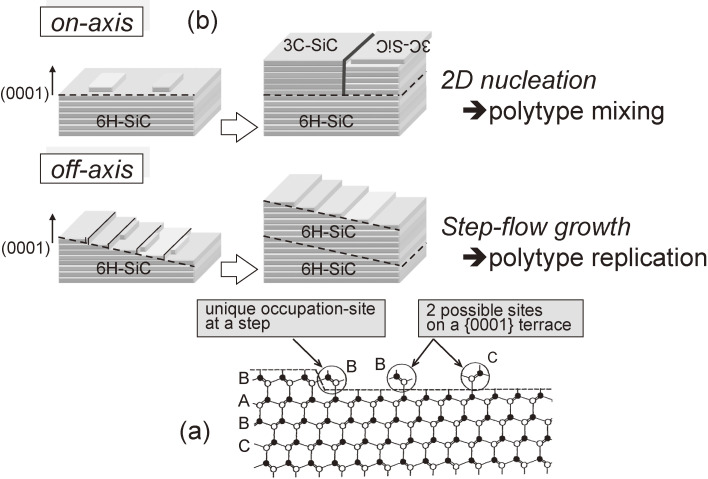 on-axis
(b)
3C-SiC
3C-SiC
(0001)
6H-SiC
6H-SiC
2D nucleation
➔polytype mixing
off-axis
(0001)
6H-SiC
6H-SiC
6H-SiC
Step-flow growth
➔polytype replication
unique occupation-site
at a step
2 possible sites
on a {0001} terrace
B
B
C
B
A
B
C
(a)